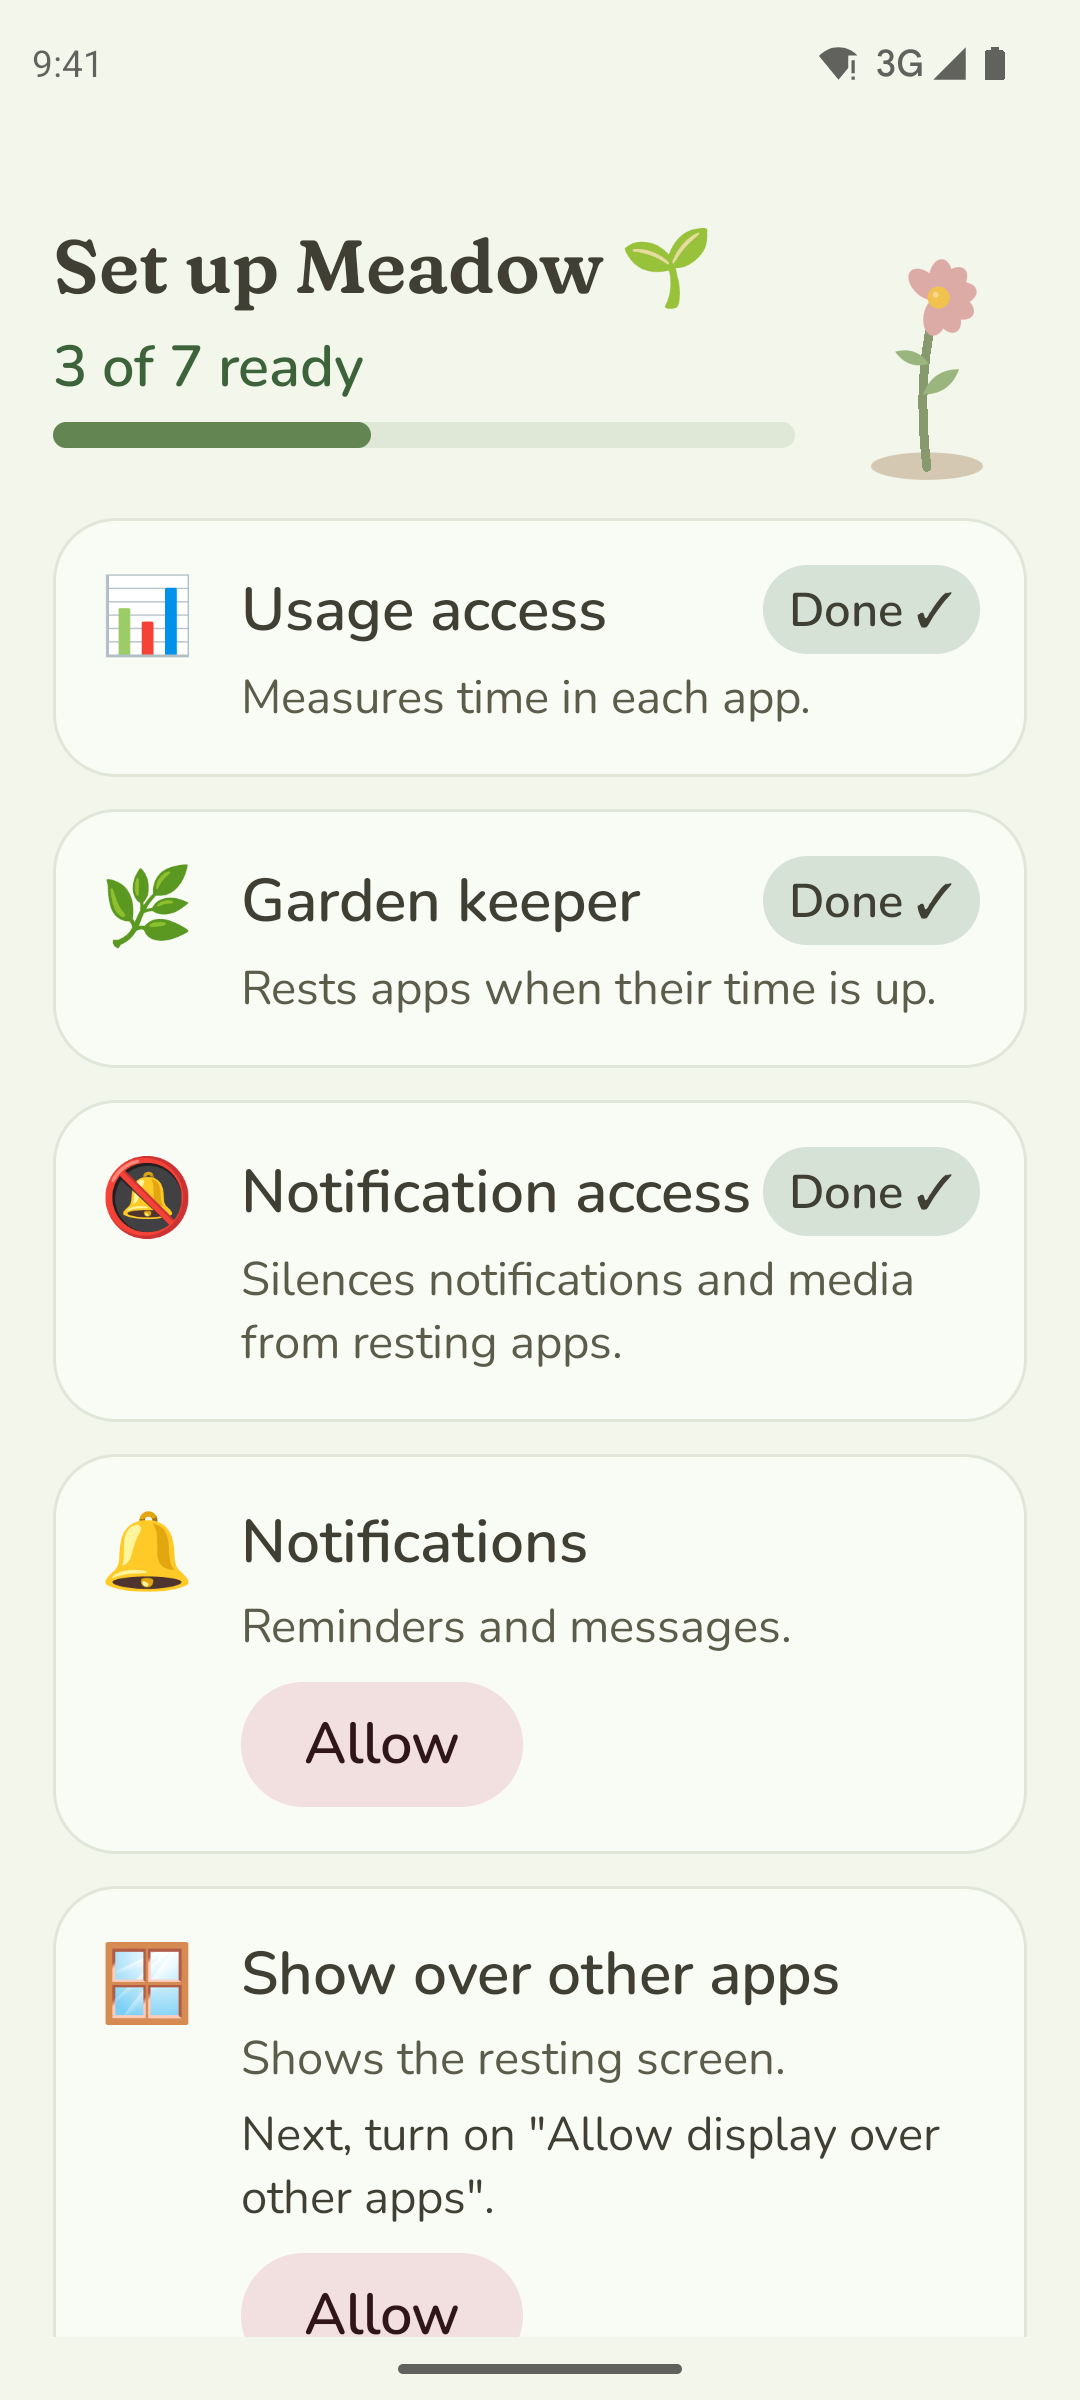 9:41
3G
Set up Meadow 🌱
3 of 7 ready
Usage access
Done ✓
Measures time in each app.
Garden keeper
Done ✓
Rests apps when their time is up.
Notification access
Done ✓
Silences notifications and media
from resting apps.
Notifications
Reminders and messages.
Allow
Show over other apps
Shows the resting screen.
Next, turn on "Allow display over
other apps".
Allow